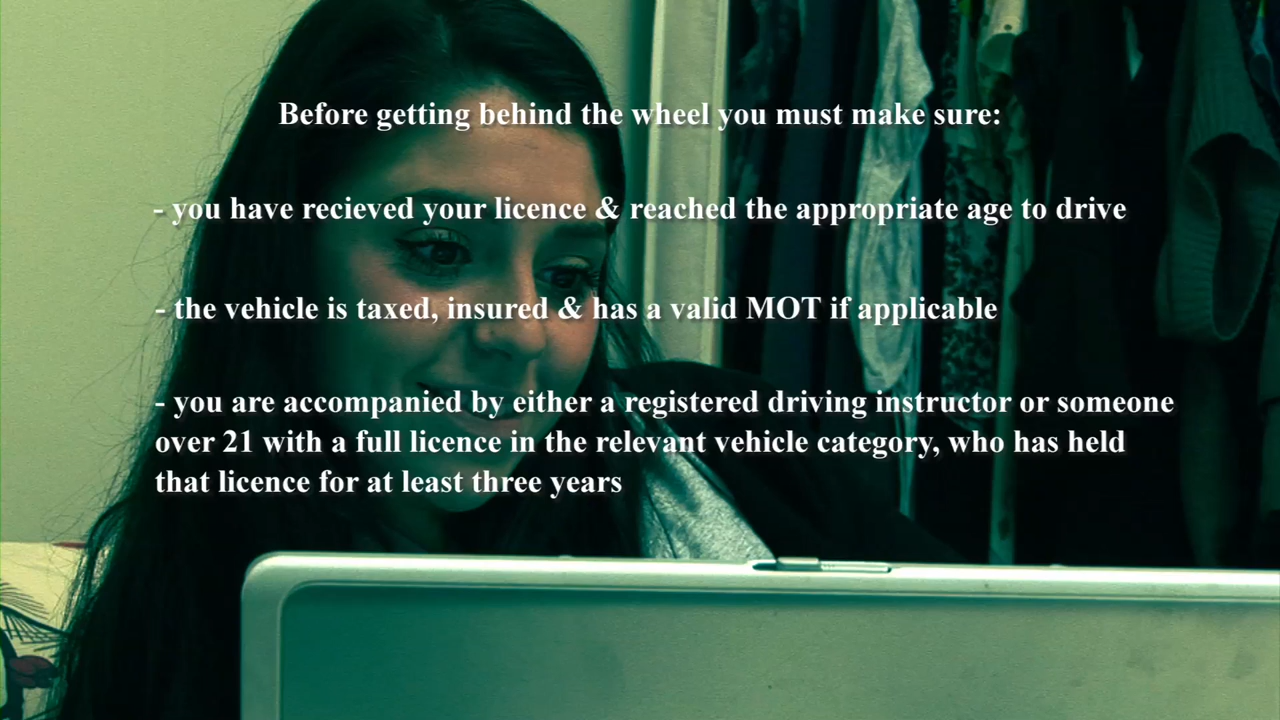 Before getting behind the wheel you must make sure:
- you have recieved your licence & reached the appropriate age to drive
- the vehicle is taxed, insured & has a valid MOT if applicable
- you are accompanied by either a registered driving instructor or someone
over 21 with a full licence in the relevant vehicle category, who has held
that licence for at least three years